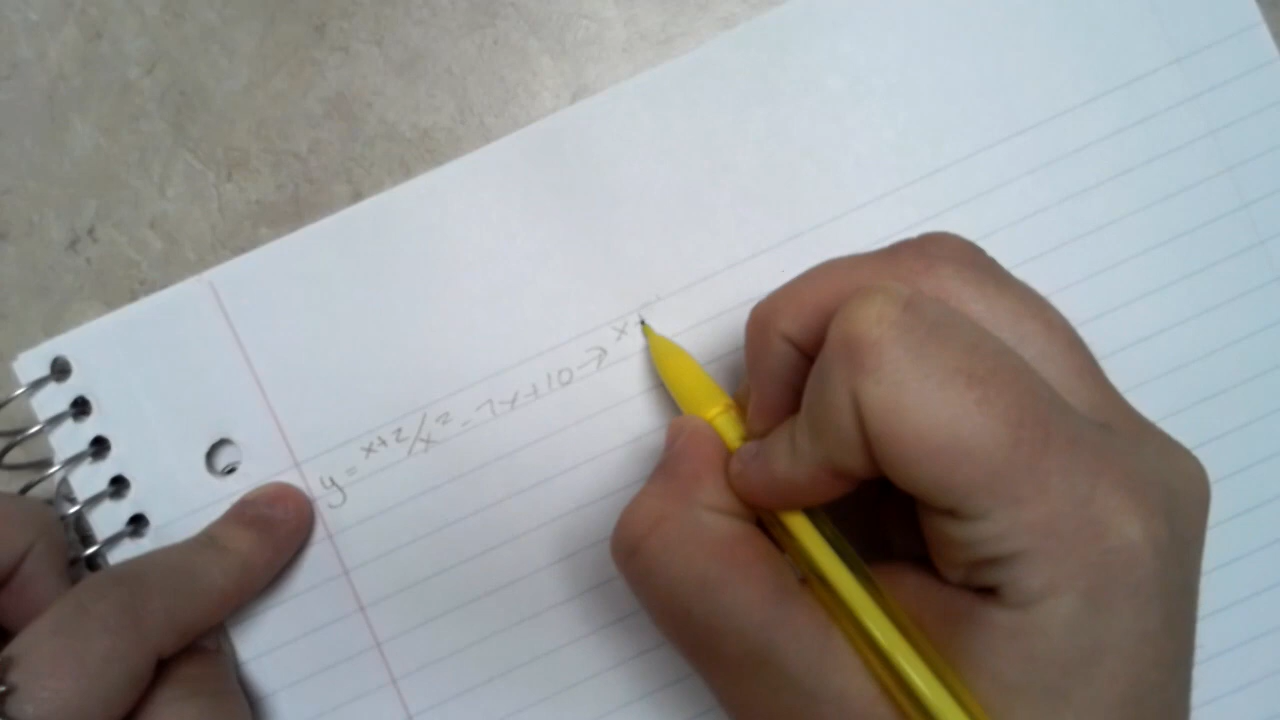 y = x+2/x²-7x+10 → x+